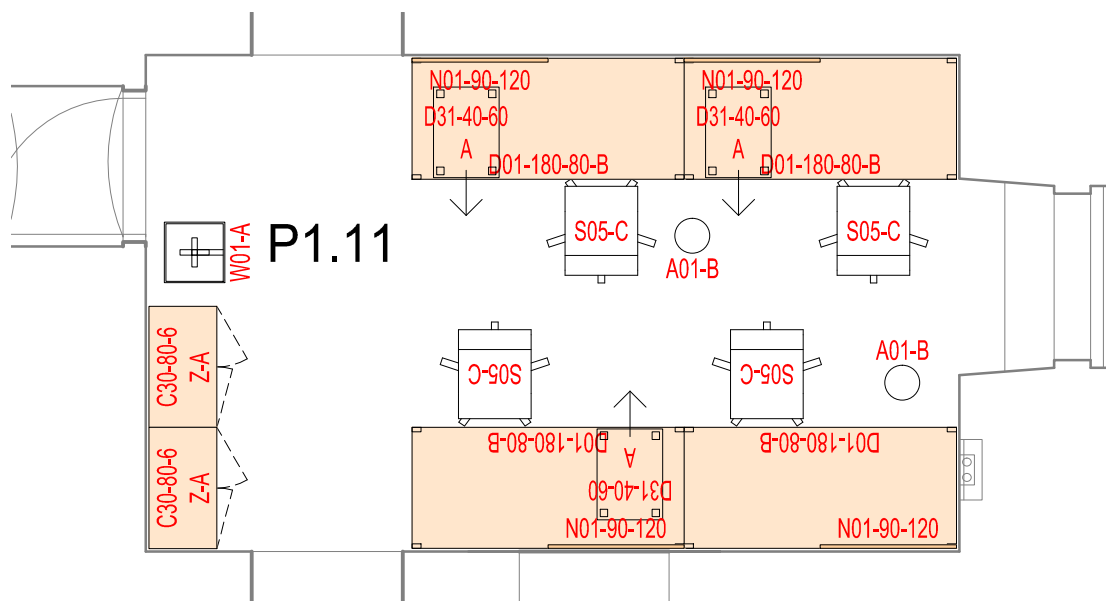 N01-90-120
D31-40-60
A
D01-180-80-B
N01-90-120
D31-40-60
A
D01-180-80-B
W01-A
P1.11
S05-C
A01-B
S05-C
C30-80-6
Z-A
S05-C
S05-C
A01-B
C30-80-6
Z-A
D01-180-80-B
A
D31-40-60
N01-90-120
D01-180-80-B
N01-90-120